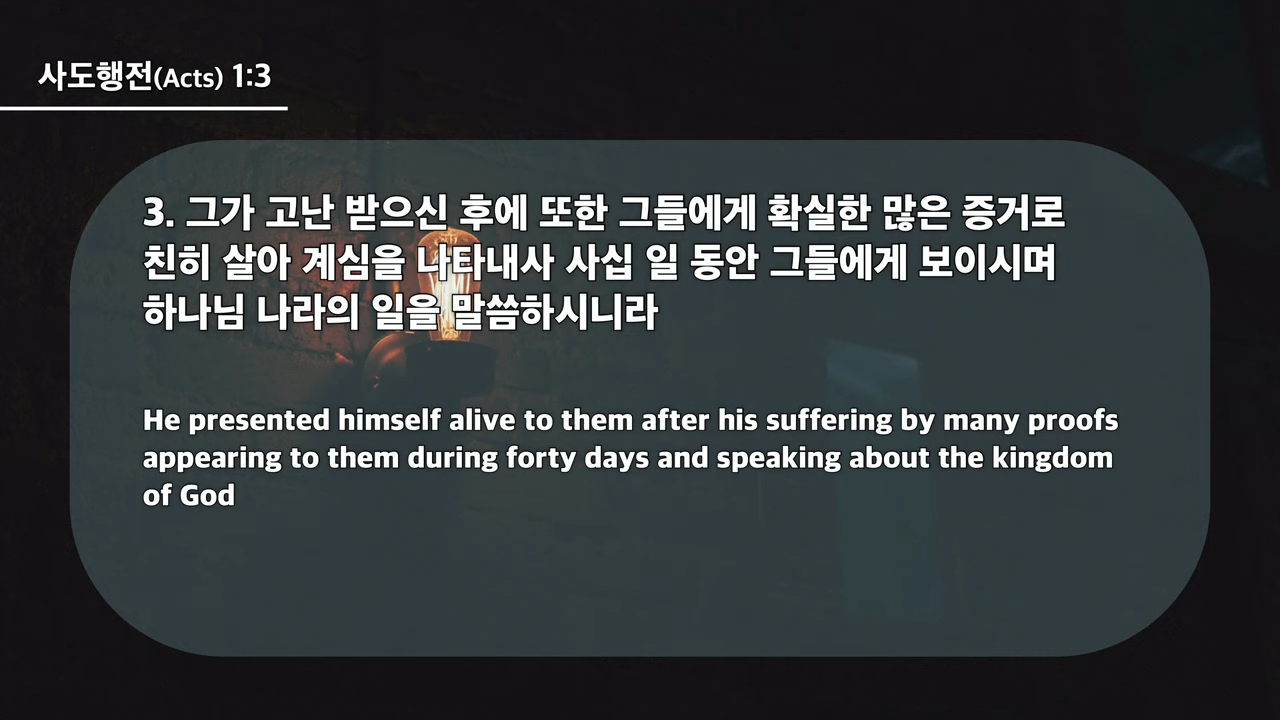 사도행전(Acts) 1:3
3. 그가 고난 받으신 후에 또한 그들에게 확실한 많은 증거로
친히 살아 계심을 나타내사 사십 일 동안 그들에게 보이시며
하나님 나라의 일을 말씀하시니라
He presented himself alive to them after his suffering by many proofs
appearing to them during forty days and speaking about the kingdom
of God